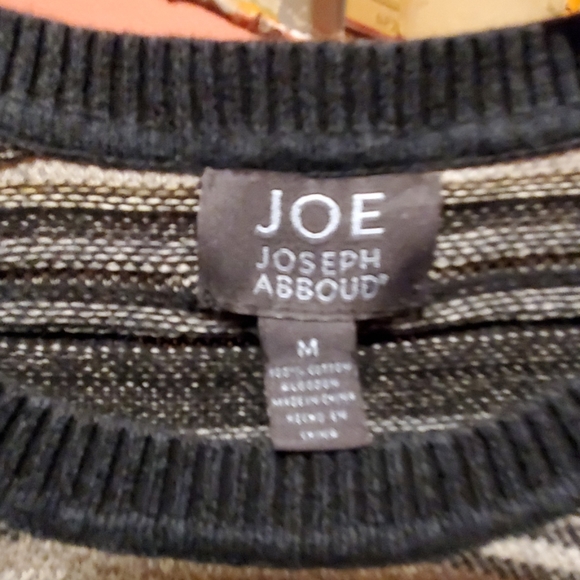 JOE
JOSEPH
ABBOUD®
M
100% COTTON
ALGODON
MADE IN CHINA
HECHO EN
CHINA